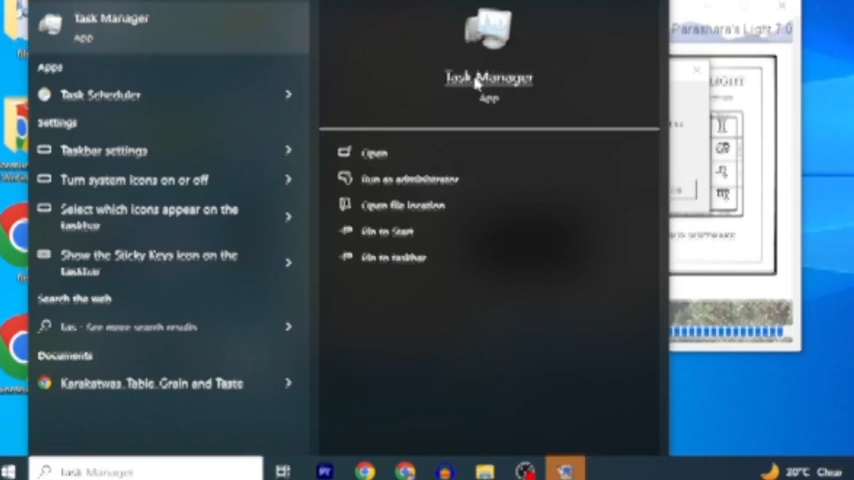 Task Manager
App
Apps
Task Scheduler
Settings
Taskbar settings
Turn system icons on or off
Select which icons appear on the
taskbar
Show the Sticky Keys icon on the
taskbar
Search the web
tas - See more search results
Documents
Karakatwas, Table, Grain and Taste
Task Manager
App
Open
Run as administrator
Open file location
Pin to Start
Pin to taskbar
Parashara's Light 7.0
LIGHT
SOFTWARE
task Manager
Pr
20°C Clear